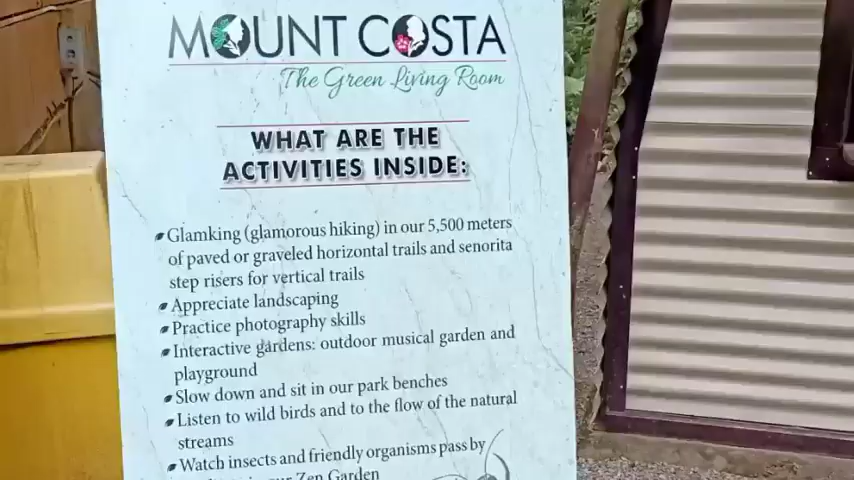 MOUNT COSTA
The Green Living Room
WHAT ARE THE
ACTIVITIES INSIDE:
Glamking (glamorous hiking) in our 5,500 meters
of paved or graveled horizontal trails and senorita
step risers for vertical trails
Appreciate landscaping
Practice photography skills
Interactive gardens: outdoor musical garden and
playground
Slow down and sit in our park benches
Listen to wild birds and to the flow of the natural
streams
Watch insects and friendly organisms pass by
our Zen Garden